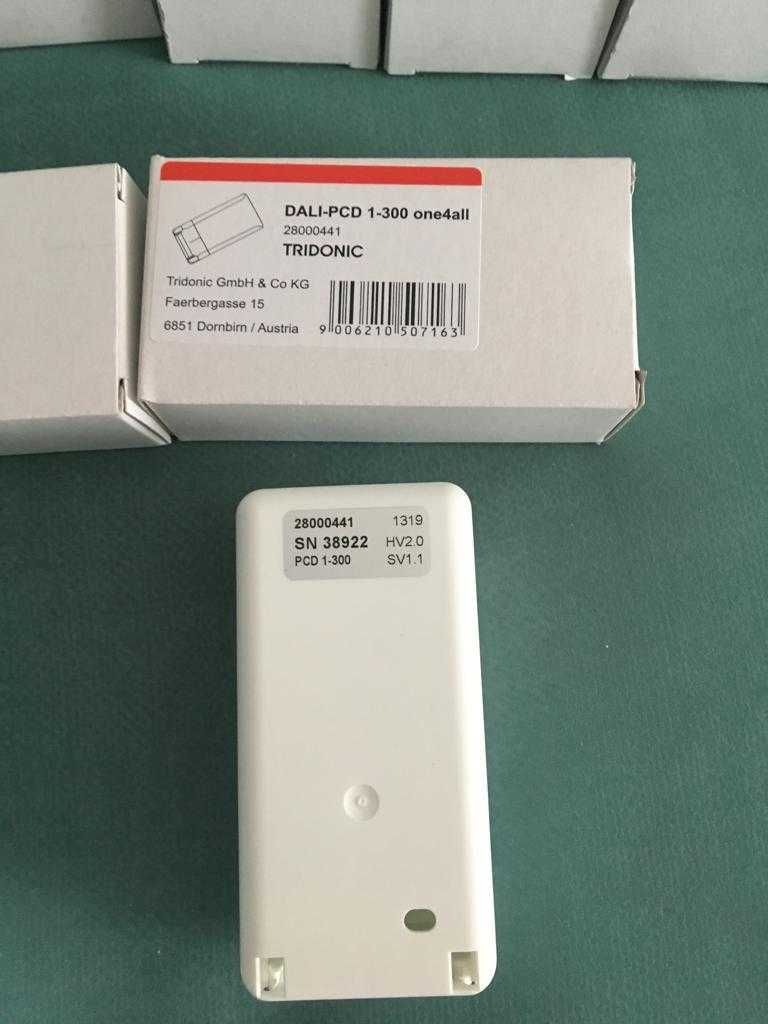 DALI-PCD 1-300 one4all
28000441
TRIDONIC
Tridonic GmbH & Co KG
Faerbergasse 15
6851 Dornbirn / Austria
9 006210 507163
28000441 1319
SN 38922 HV2.0
PCD 1-300 SV1.1